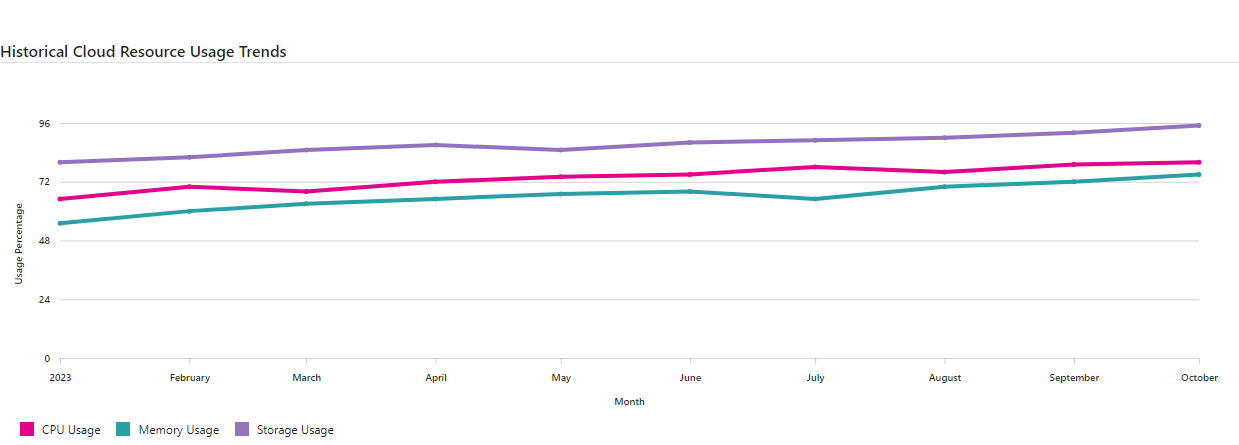 Historical Cloud Resource Usage Trends
96
72
48
24
0
Usage Percentage
2023 February March April May June July August September October
Month
CPU Usage Memory Usage Storage Usage